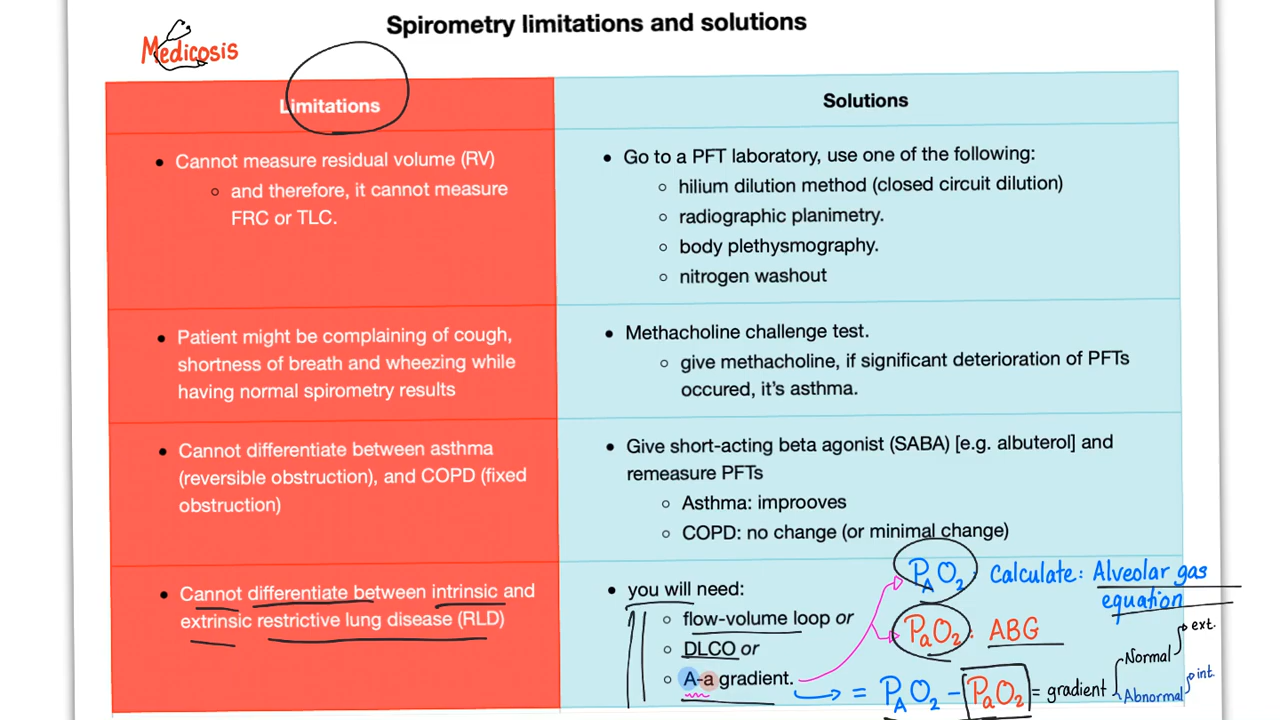 Spirometry limitations and solutions
Medicosis
Limitations
Solutions
Cannot measure residual volume (RV)
and therefore, it cannot measure
FRC or TLC.
Go to a PFT laboratory, use one of the following:
hilium dilution method (closed circuit dilution)
radiographic planimetry.
body plethysmography.
nitrogen washout
Patient might be complaining of cough,
shortness of breath and wheezing while
having normal spirometry results
Methacholine challenge test.
give methacholine, if significant deterioration of PFTs
occured, it's asthma.
Cannot differentiate between asthma
(reversible obstruction), and COPD (fixed
obstruction)
Give short-acting beta agonist (SABA) [e.g. albuterol] and
remeasure PFTs
Asthma: improoves
COPD: no change (or minimal change)
Cannot differentiate between intrinsic and
extrinsic restrictive lung disease (RLD)
you will need:
flow-volume loop or
DLCO or
A-a gradient.
PAO2: Calculate: Alveolar gas
equation
PaO2: ABG
= PAO2 - PaO2 = gradient
Normal → ext.
Abnormal → int.